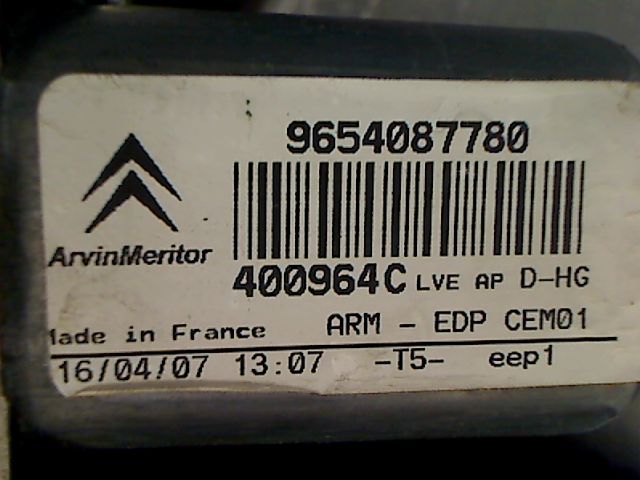 9654087780
ArvinMeritor
400964C LVE AP D-HG
Made in France ARM - EDP CEM01
16/04/07 13:07 -T5- eep1